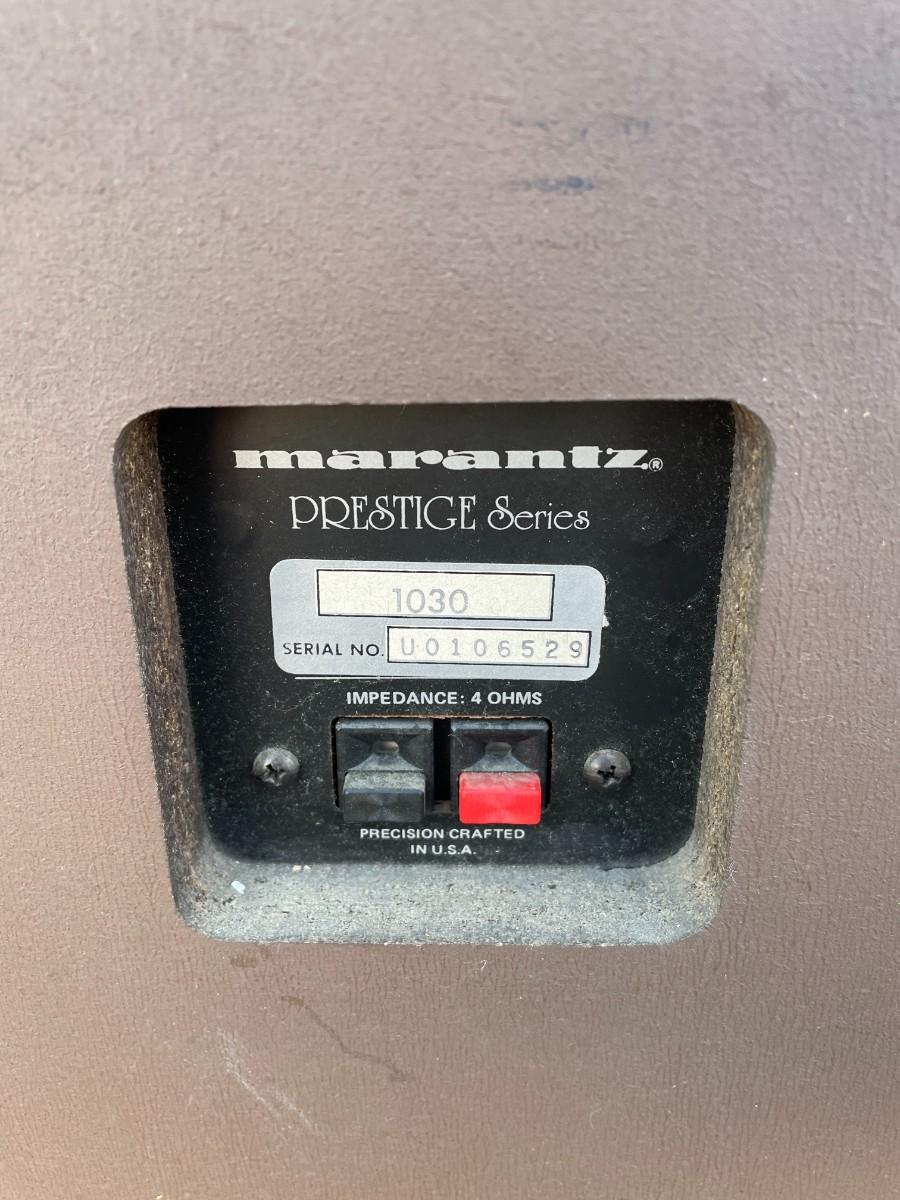 marantz®
PRESTIGE Series
1030
SERIAL NO. U0106529
IMPEDANCE: 4 OHMS
PRECISION CRAFTED
IN U.S.A.